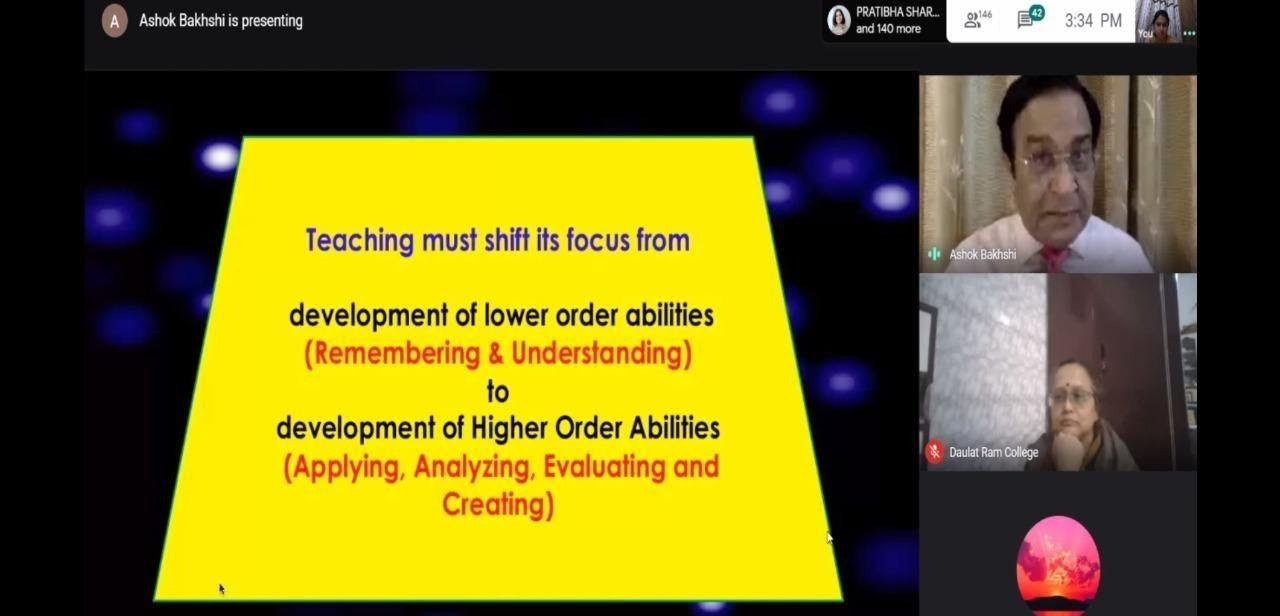 A
Ashok Bakhshi is presenting
PRATIBHA SHAR...
and 140 more
146
42
3:34 PM
You
Teaching must shift its focus from
development of lower order abilities
(Remembering & Understanding)
to
development of Higher Order Abilities
(Applying, Analyzing, Evaluating and
Creating)
Ashok Bakhshi
Daulat Ram College